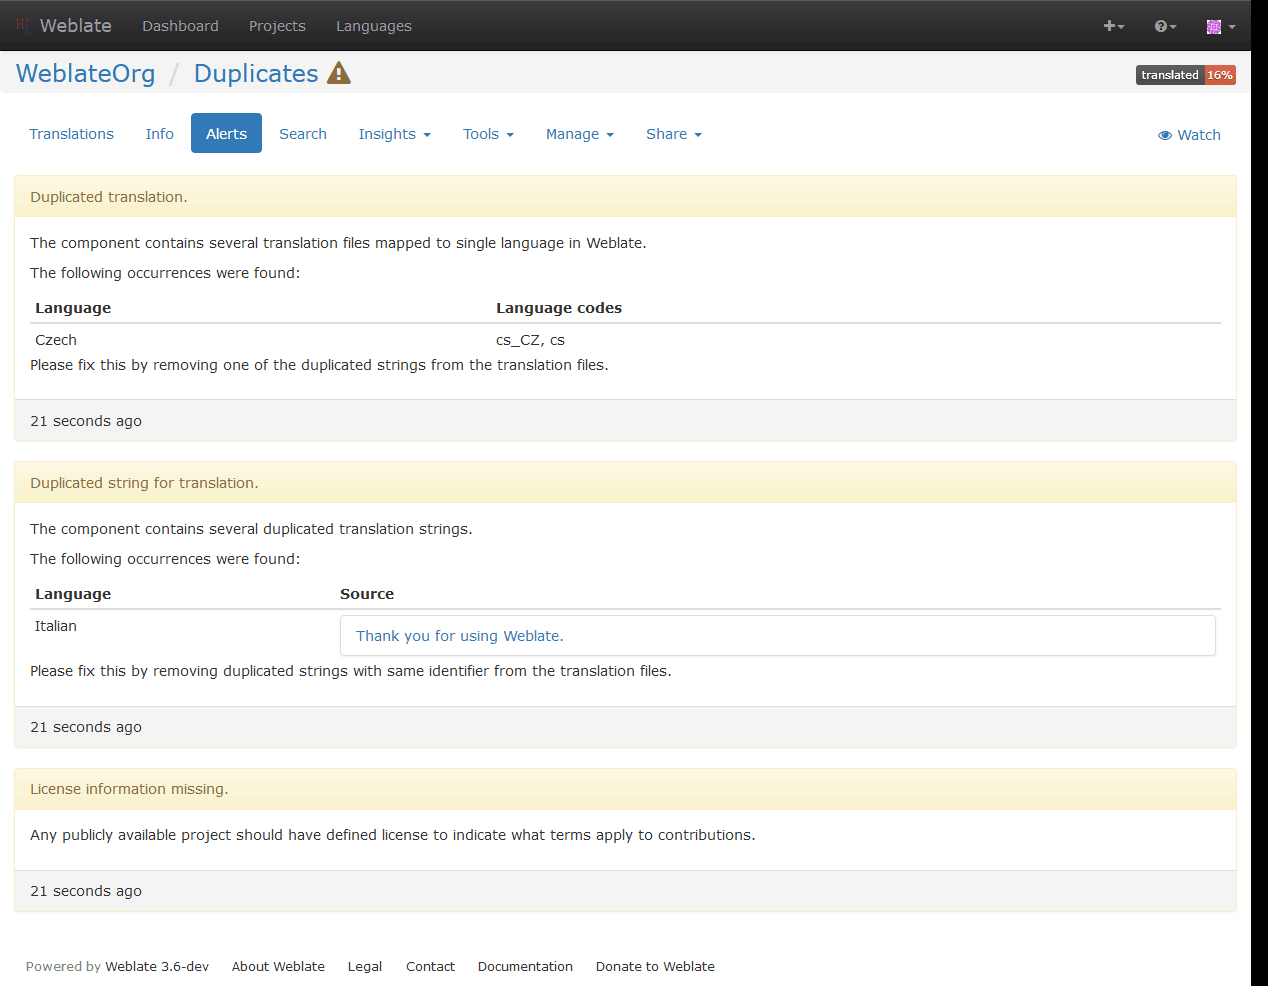 Weblate Dashboard Projects Languages
WeblateOrg / Duplicates
translated 16%
Translations Info Alerts Search Insights Tools Manage Share Watch
Duplicated translation.
The component contains several translation files mapped to single language in Weblate.
The following occurrences were found:
Language Language codes
Czech cs_CZ, cs
Please fix this by removing one of the duplicated strings from the translation files.
21 seconds ago
Duplicated string for translation.
The component contains several duplicated translation strings.
The following occurrences were found:
Language Source
Italian Thank you for using Weblate.
Please fix this by removing duplicated strings with same identifier from the translation files.
21 seconds ago
License information missing.
Any publicly available project should have defined license to indicate what terms apply to contributions.
21 seconds ago
Powered by Weblate 3.6-dev About Weblate Legal Contact Documentation Donate to Weblate